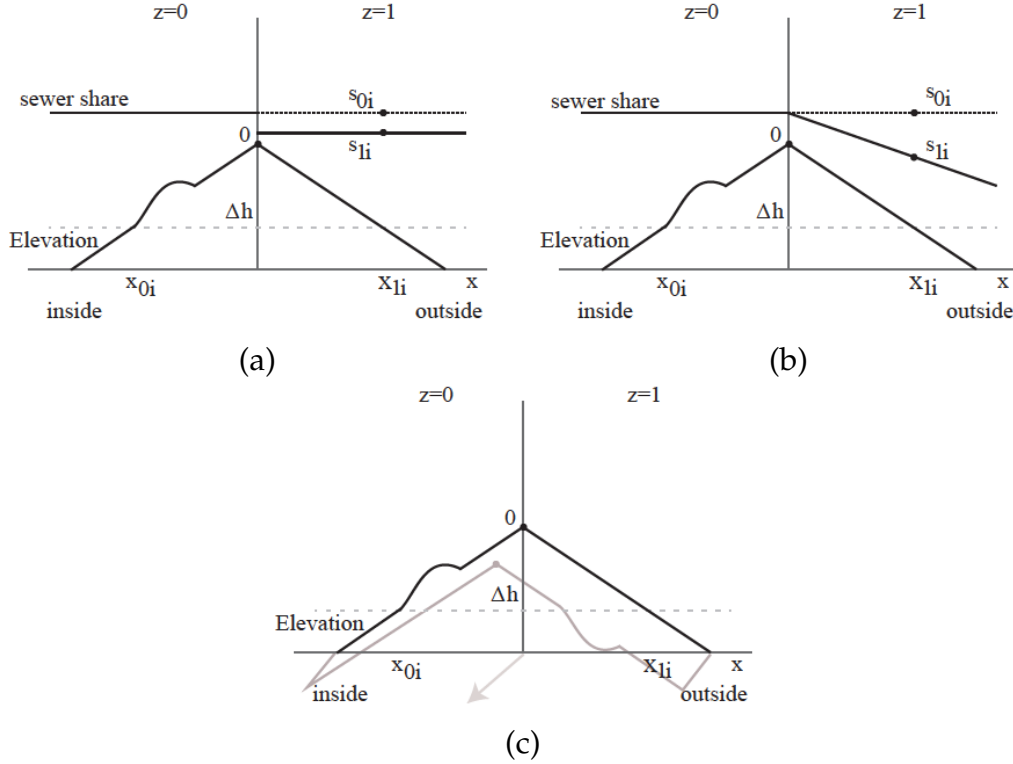 z=0 z=1
sewer share
s0i
0
s1i
Δh
Elevation
x0i x1i x
inside outside
(a)
z=0 z=1
sewer share
s0i
0
s1i
Δh
Elevation
x0i x1i x
inside outside
(b)
z=0 z=1
0
Δh
Elevation
x0i x1i x
inside outside
(c)